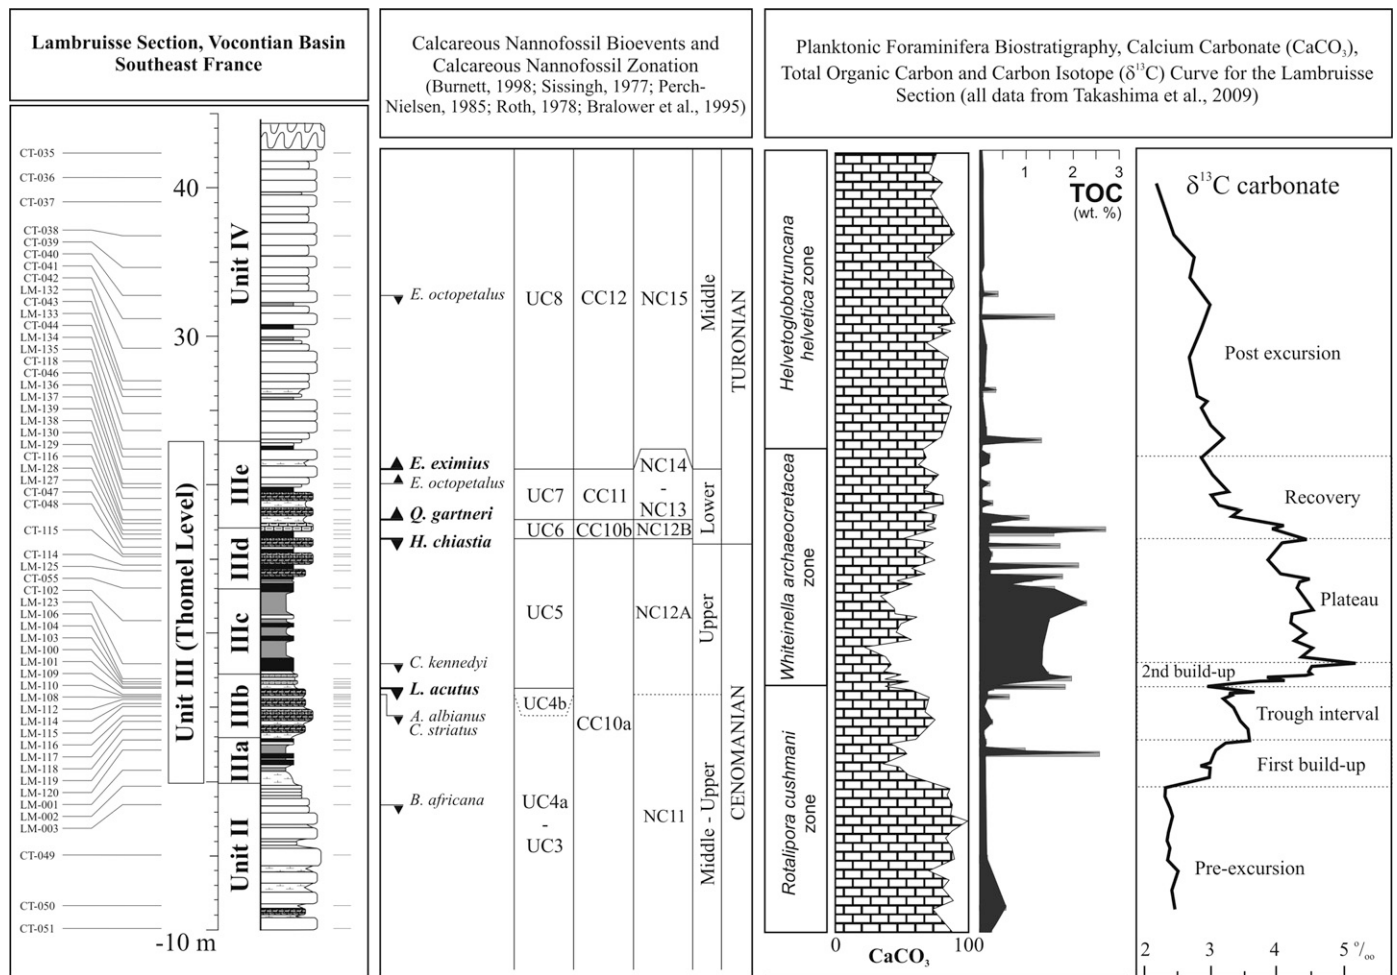 Lambruisse Section, Vocontian Basin
Southeast France
Calcareous Nannofossil Bioevents and
Calcareous Nannofossil Zonation
(Burnett, 1998; Sissingh, 1977; Perch-
Nielsen, 1985; Roth, 1978; Bralower et al., 1995)
Planktonic Foraminifera Biostratigraphy, Calcium Carbonate (CaCO₃),
Total Organic Carbon and Carbon Isotope (δ¹³C) Curve for the Lambruisse
Section (all data from Takashima et al., 2009)
CT-035
CT-036
CT-037
CT-038
CT-039
CT-040
CT-041
CT-042
LM-132
CT-043
LM-133
CT-044
LM-134
LM-135
CT-118
CT-046
LM-136
LM-137
LM-139
LM-138
LM-130
LM-129
CT-116
LM-128
LM-127
CT-047
CT-048
CT-115
CT-114
LM-125
CT-055
CT-102
LM-123
LM-106
LM-104
LM-103
LM-100
LM-101
LM-109
LM-110
LM-108
LM-112
LM-114
LM-115
LM-116
LM-117
LM-118
LM-119
LM-120
LM-001
LM-002
LM-003
CT-049
CT-050
CT-051
40
30
-10 m
Unit III (Thomel Level)
Unit IV
IIIe
IIId
IIIc
IIIb
IIIa
Unit II
E. octopetalus
E. eximius
E. octopetalus
Q. gartneri
H. chiastia
C. kennedyi
L. acutus
A. albianus
C. striatus
B. africana
UC8
UC7
UC6
UC5
UC4b
UC4a
-
UC3
CC12
CC11
CC10b
CC10a
NC15
NC14
-
NC13
NC12B
NC12A
NC11
Middle
Lower
Upper
Middle - Upper
TURONIAN
CENOMANIAN
Helvetoglobotruncana
helvetica zone
Whiteinella archaeocretacea
zone
Rotalipora cushmani
zone
0
100
CaCO₃
1
2
3
TOC
(wt. %)
δ¹³C carbonate
Post excursion
Recovery
Plateau
2nd build-up
Trough interval
First build-up
Pre-excursion
2
3
4
5 º/ₒₒ